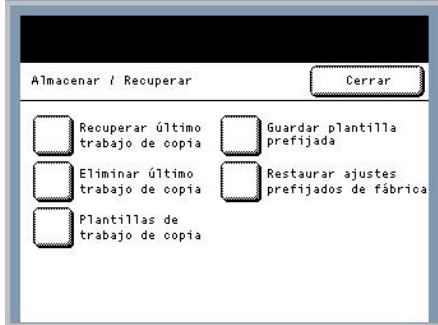 Almacenar / Recuperar
Cerrar
Recuperar último
trabajo de copia
Eliminar último
trabajo de copia
Plantillas de
trabajo de copia
Guardar plantilla
prefijada
Restaurar ajustes
prefijados de fábrica